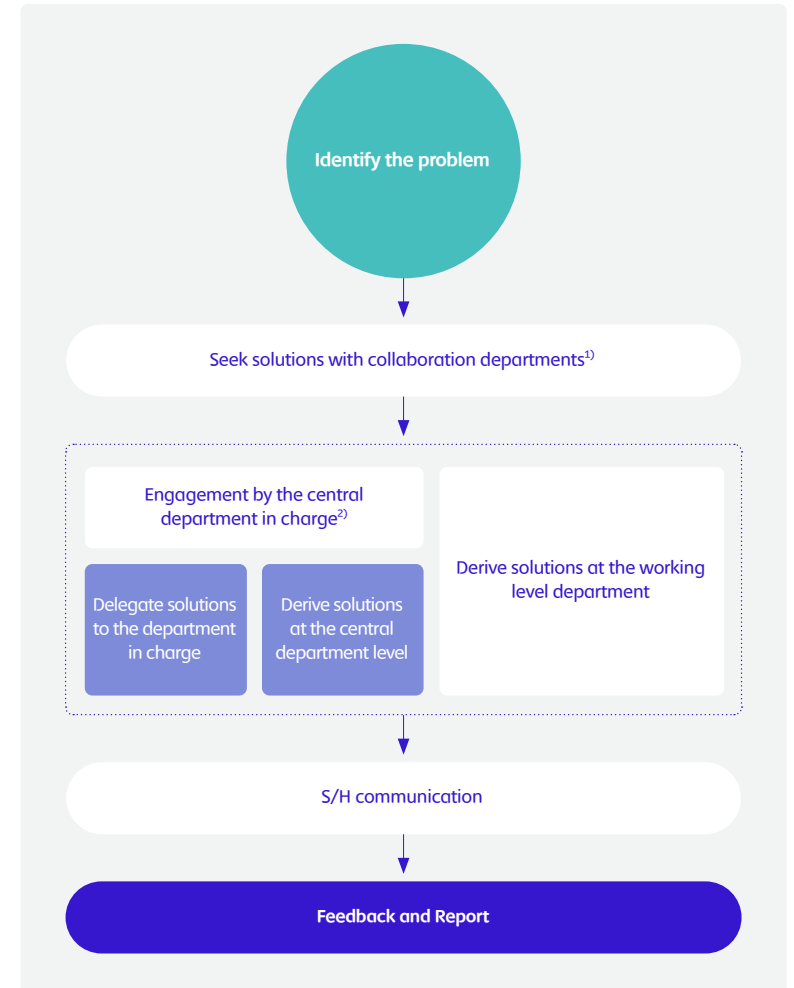 Identify the problem
Seek solutions with collaboration departments1)
Engagement by the central
department in charge2)
Delegate solutions
to the department
in charge
Derive solutions
at the central
department level
Derive solutions at the working
level department
S/H communication
Feedback and Report